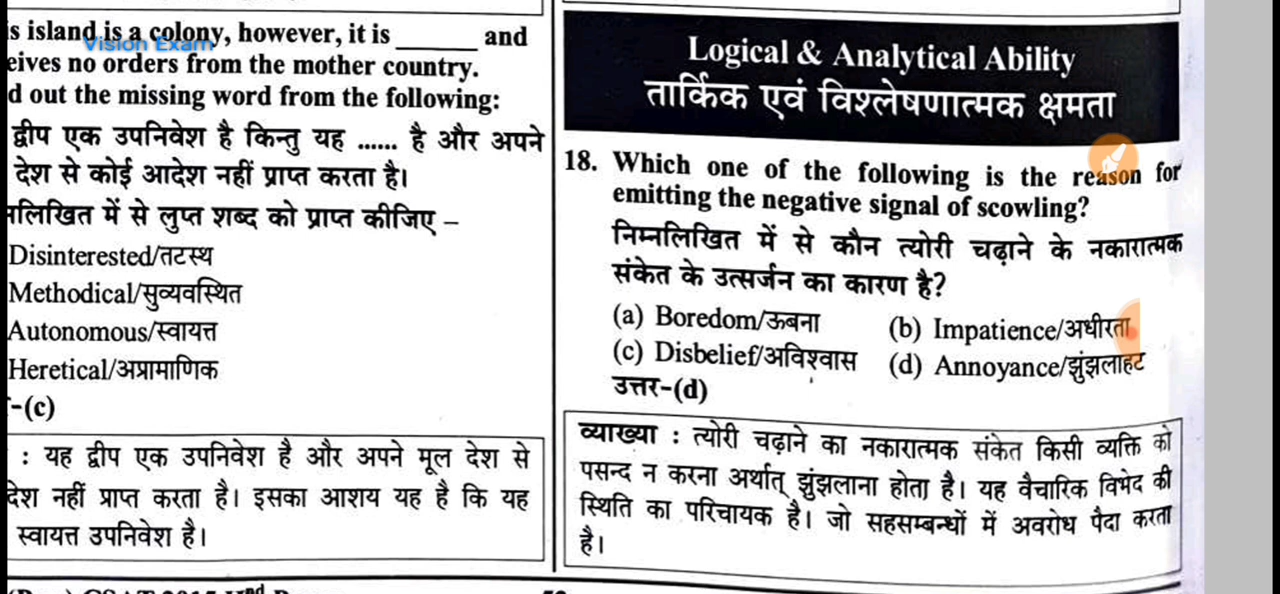 s island is a colony, however, it is ______ and
eives no orders from the mother country.
d out the missing word from the following:
द्वीप एक उपनिवेश है किन्तु यह ...... है और अपने
देश से कोई आदेश नहीं प्राप्त करता है।
नलिखित में से लुप्त शब्द को प्राप्त कीजिए –
Disinterested/तटस्थ
Methodical/सुव्यवस्थित
Autonomous/स्वायत्त
Heretical/अप्रामाणिक
-(c)
: यह द्वीप एक उपनिवेश है और अपने मूल देश से
देश नहीं प्राप्त करता है। इसका आशय यह है कि यह
स्वायत्त उपनिवेश है।
Vision Exam
Logical & Analytical Ability
तार्किक एवं विश्लेषणात्मक क्षमता
18. Which one of the following is the reason for
emitting the negative signal of scowling?
निम्नलिखित में से कौन त्योरी चढ़ाने के नकारात्मक
संकेत के उत्सर्जन का कारण है?
(a) Boredom/ऊबना (b) Impatience/अधीरता
(c) Disbelief/अविश्वास (d) Annoyance/झुंझलाहट
उत्तर-(d)
व्याख्या : त्योरी चढ़ाने का नकारात्मक संकेत किसी व्यक्ति को
पसन्द न करना अर्थात् झुंझलाना होता है। यह वैचारिक विभेद की
स्थिति का परिचायक है। जो सहसम्बन्धों में अवरोध पैदा करता
है।